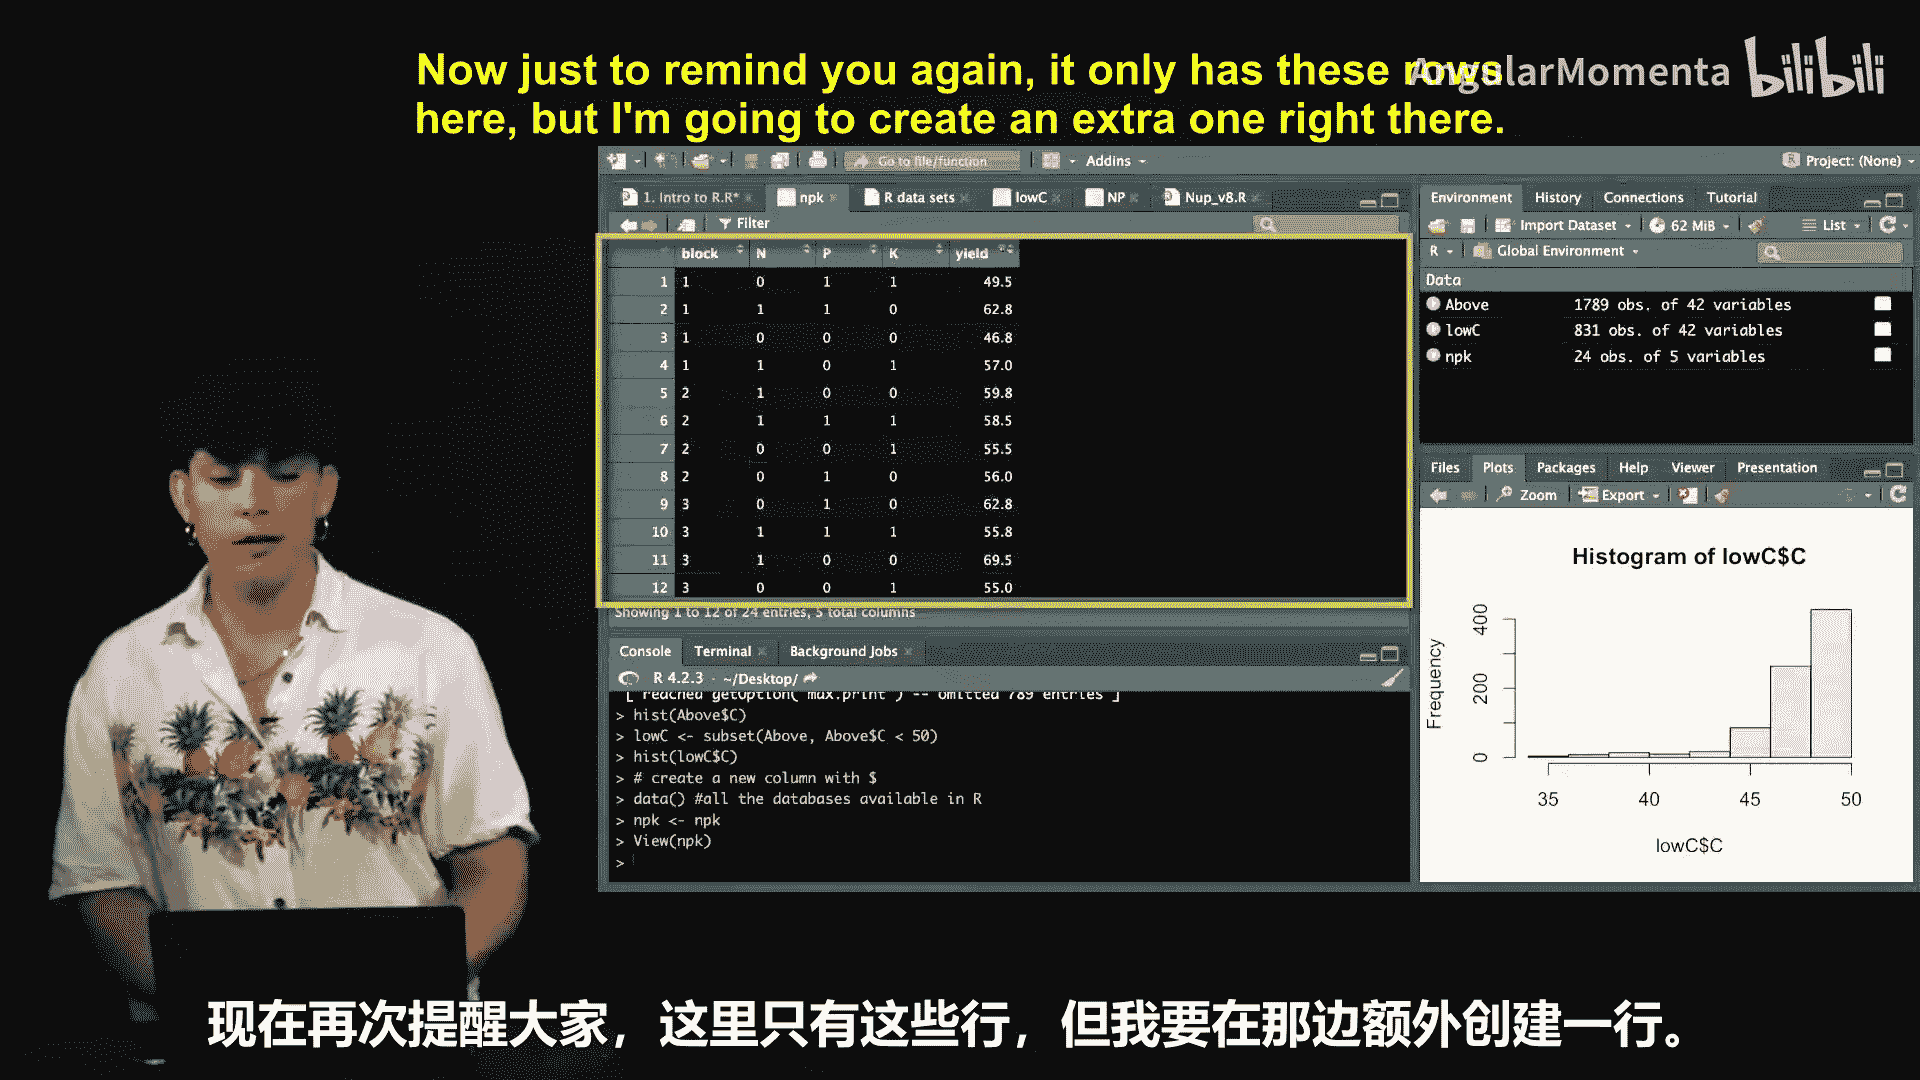 Now just to remind you again, it only has these rows
here, but I'm going to create an extra one right there.
AngularMomenta bilibili
Go to file/function Addins Project: (None)
1. Intro to R.R* npk R data sets lowC NP Nup_v8.R
Filter
block N P K yield
1 1 0 1 1 49.5
2 1 1 1 0 62.8
3 1 0 0 0 46.8
4 1 1 0 1 57.0
5 2 1 0 0 59.8
6 2 1 1 1 58.5
7 2 0 0 1 55.5
8 2 0 1 0 56.0
9 3 0 1 0 62.8
10 3 1 1 1 55.8
11 3 1 0 0 69.5
12 3 0 0 1 55.0
Showing 1 to 12 of 24 entries, 5 total columns
Console Terminal Background Jobs
R 4.2.3 · ~/Desktop/
[ reached getOption("max.print") -- omitted 789 entries ]
> hist(Above$C)
> lowC <- subset(Above, Above$C < 50)
> hist(lowC$C)
> # create a new column with $
> data() #all the databases available in R
> npk <- npk
> View(npk)
>
Environment History Connections Tutorial
Import Dataset 62 MiB List
R Global Environment
Data
Above 1789 obs. of 42 variables
lowC 831 obs. of 42 variables
npk 24 obs. of 5 variables
Files Plots Packages Help Viewer Presentation
Zoom Export
Histogram of lowC$C
Frequency
0 200 400
35 40 45 50
lowC$C
现在再次提醒大家，这里只有这些行，但我要在那边额外创建一行。